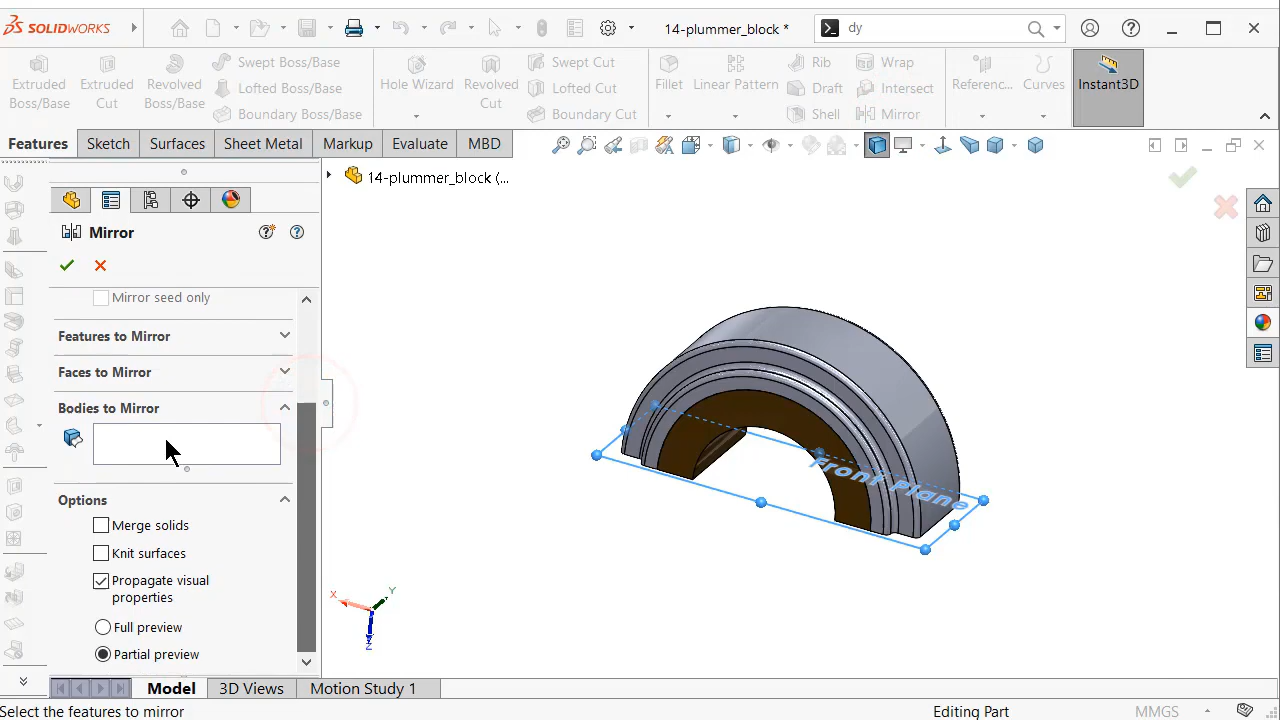 SOLIDWORKS
14-plummer_block *
dy
Extruded Boss/Base
Extruded Cut
Revolved Boss/Base
Swept Boss/Base
Lofted Boss/Base
Boundary Boss/Base
Hole Wizard
Revolved Cut
Swept Cut
Lofted Cut
Boundary Cut
Fillet
Linear Pattern
Rib
Draft
Shell
Wrap
Intersect
Mirror
Referenc...
Curves
Instant3D
Features
Sketch
Surfaces
Sheet Metal
Markup
Evaluate
MBD
14-plummer_block (...
Mirror
Mirror seed only
Features to Mirror
Faces to Mirror
Bodies to Mirror
Options
Merge solids
Knit surfaces
Propagate visual
properties
Full preview
Partial preview
Front Plane
X
Y
Z
Model
3D Views
Motion Study 1
Select the features to mirror
Editing Part
MMGS